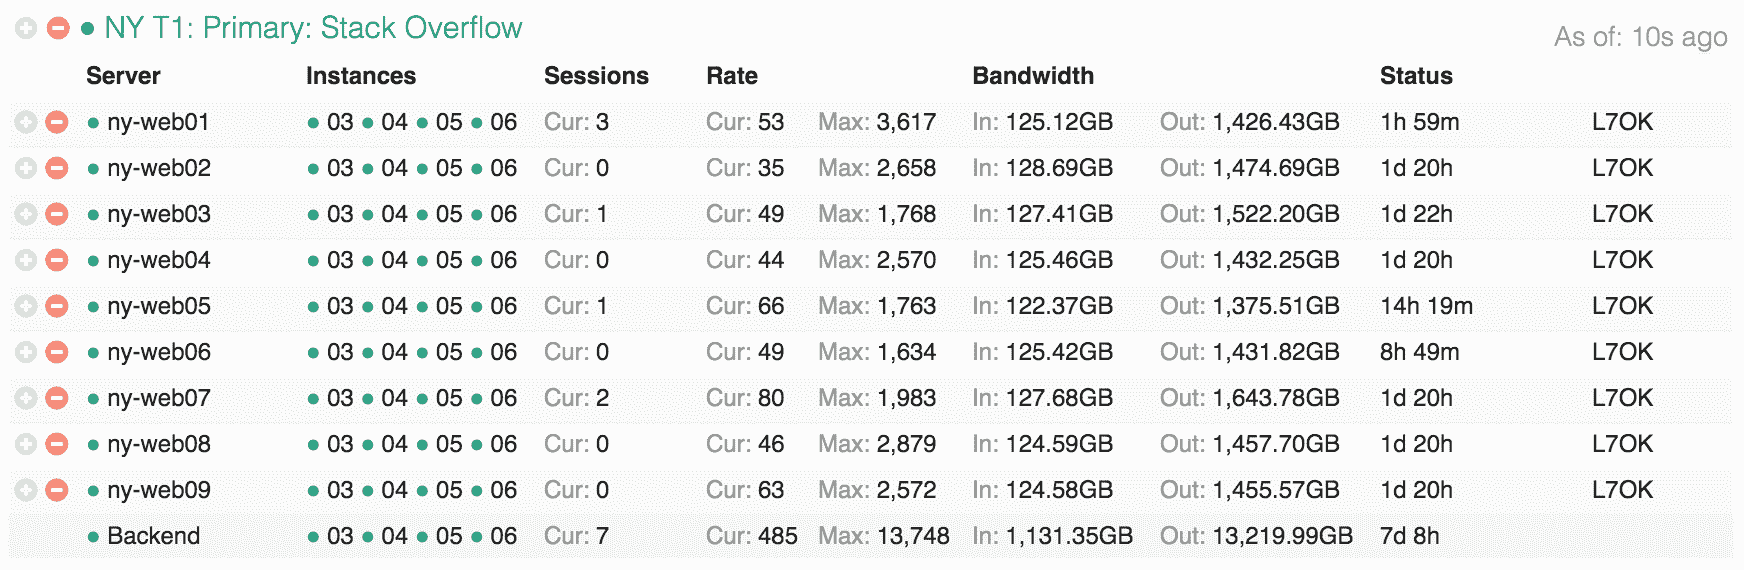 NY T1: Primary: Stack Overflow
As of: 10s ago
Server Instances Sessions Rate Bandwidth Status
ny-web01 03 04 05 06 Cur: 3 Cur: 53 Max: 3,617 In: 125.12GB Out: 1,426.43GB 1h 59m L7OK
ny-web02 03 04 05 06 Cur: 0 Cur: 35 Max: 2,658 In: 128.69GB Out: 1,474.69GB 1d 20h L7OK
ny-web03 03 04 05 06 Cur: 1 Cur: 49 Max: 1,768 In: 127.41GB Out: 1,522.20GB 1d 22h L7OK
ny-web04 03 04 05 06 Cur: 0 Cur: 44 Max: 2,570 In: 125.46GB Out: 1,432.25GB 1d 20h L7OK
ny-web05 03 04 05 06 Cur: 1 Cur: 66 Max: 1,763 In: 122.37GB Out: 1,375.51GB 14h 19m L7OK
ny-web06 03 04 05 06 Cur: 0 Cur: 49 Max: 1,634 In: 125.42GB Out: 1,431.82GB 8h 49m L7OK
ny-web07 03 04 05 06 Cur: 2 Cur: 80 Max: 1,983 In: 127.68GB Out: 1,643.78GB 1d 20h L7OK
ny-web08 03 04 05 06 Cur: 0 Cur: 46 Max: 2,879 In: 124.59GB Out: 1,457.70GB 1d 20h L7OK
ny-web09 03 04 05 06 Cur: 0 Cur: 63 Max: 2,572 In: 124.58GB Out: 1,455.57GB 1d 20h L7OK
Backend 03 04 05 06 Cur: 7 Cur: 485 Max: 13,748 In: 1,131.35GB Out: 13,219.99GB 7d 8h